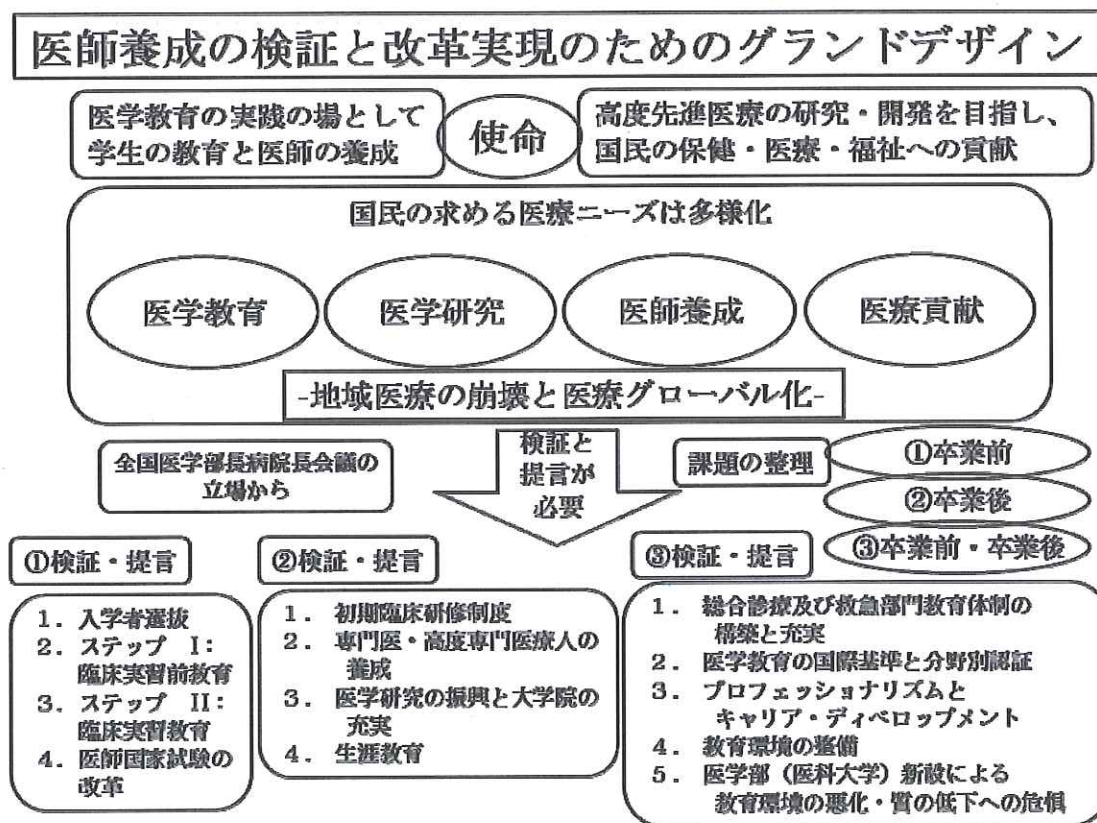 医師養成の検証と改革実現のためのグランドデザイン
医学教育の実践の場として
学生の教育と医師の養成
使命
高度先進医療の研究・開発を目指し、
国民の保健・医療・福祉への貢献
国民の求める医療ニーズは多様化
医学教育
医学研究
医師養成
医療貢献
-地域医療の崩壊と医療グローバル化-
全国医学部長病院長会議の
立場から
検証と
提言が
必要
課題の整理
①卒業前
②卒業後
③卒業前・卒業後
①検証・提言
1. 入学者選抜
2. ステップ I:
臨床実習前教育
3. ステップ II:
臨床実習教育
4. 医師国家試験の
改革
②検証・提言
1. 初期臨床研修制度
2. 専門医・高度専門医療人の
養成
3. 医学研究の振興と大学院の
充実
4. 生涯教育
③検証・提言
1. 総合診療及び救急部門教育体制の
構築と充実
2. 医学教育の国際基準と分野別認証
3. プロフェッショナリズムと
キャリア・ディベロップメント
4. 教育環境の整備
5. 医学部（医科大学）新設による
教育環境の悪化・質の低下への危惧